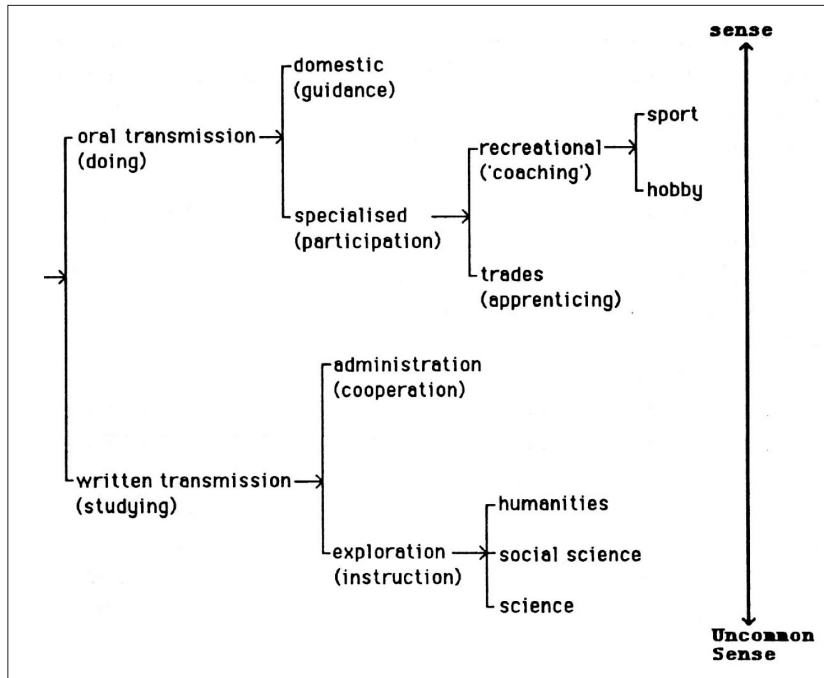 sense
domestic
(guidance)
sport
oral transmission
(doing)
recreational
('coaching')
hobby
specialised
(participation)
trades
(apprenticing)
administration
(cooperation)
written transmission
(studying)
humanities
exploration
(instruction)
social science
science
Uncommon
Sense